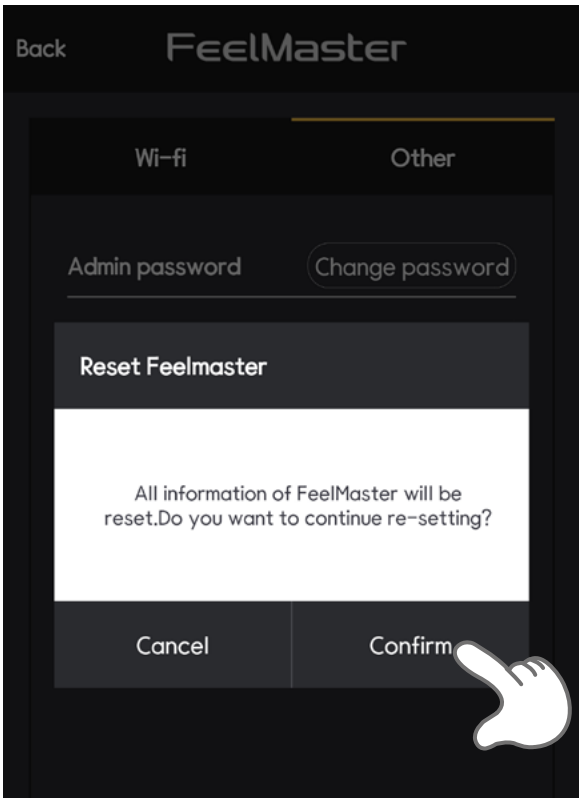 Back FeelMaster
Wi-fi Other
Admin password Change password
Reset Feelmaster
All information of FeelMaster will be
reset.Do you want to continue re-setting?
Cancel Confirm